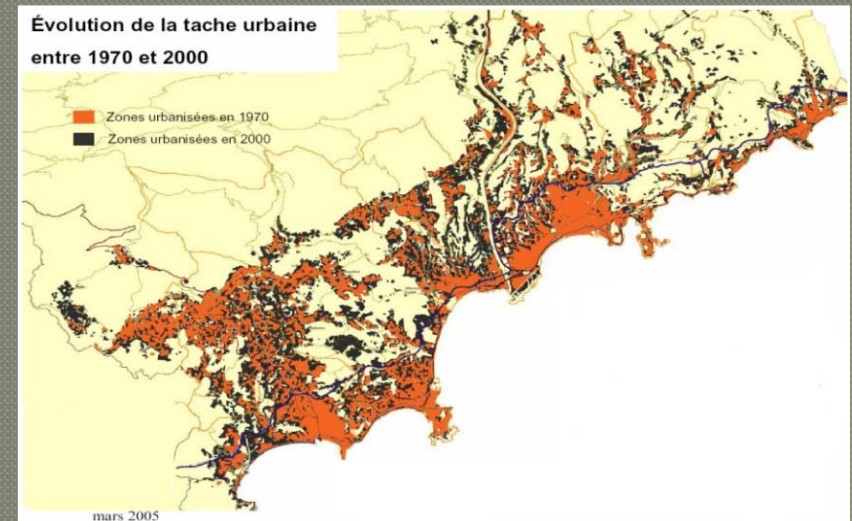 Évolution de la tache urbaine
entre 1970 et 2000
Zones urbanisées en 1970
Zones urbanisées en 2000
mars 2005